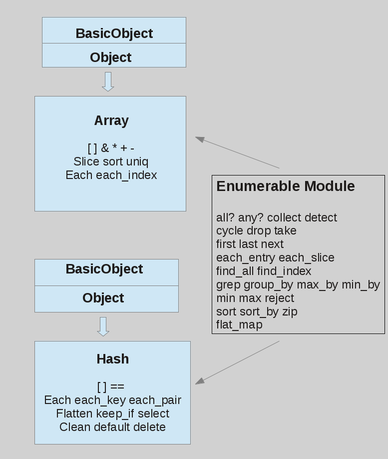 BasicObject
Object
Array
[ ] & * + -
Slice sort uniq
Each each_index
Enumerable Module
all? any? collect detect
cycle drop take
first last next
each_entry each_slice
find_all find_index
grep group_by max_by min_by
min max reject
sort sort_by zip
flat_map
BasicObject
Object
Hash
[ ] ==
Each each_key each_pair
Flatten keep_if select
Clean default delete